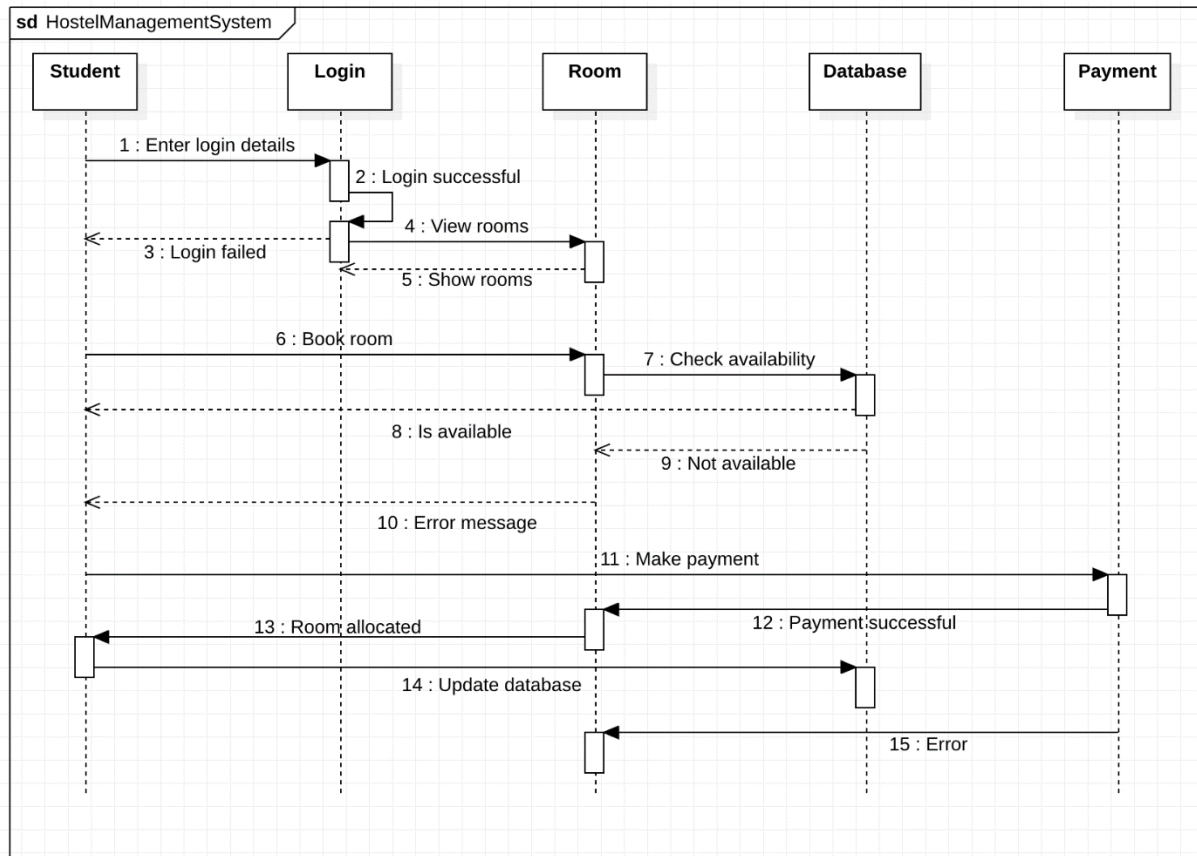 sd HostelManagementSystem
Student
Login
Room
Database
Payment
1 : Enter login details
2 : Login successful
4 : View rooms
3 : Login failed
5 : Show rooms
6 : Book room
7 : Check availability
8 : Is available
9 : Not available
10 : Error message
11 : Make payment
12 : Payment successful
13 : Room allocated
14 : Update database
15 : Error